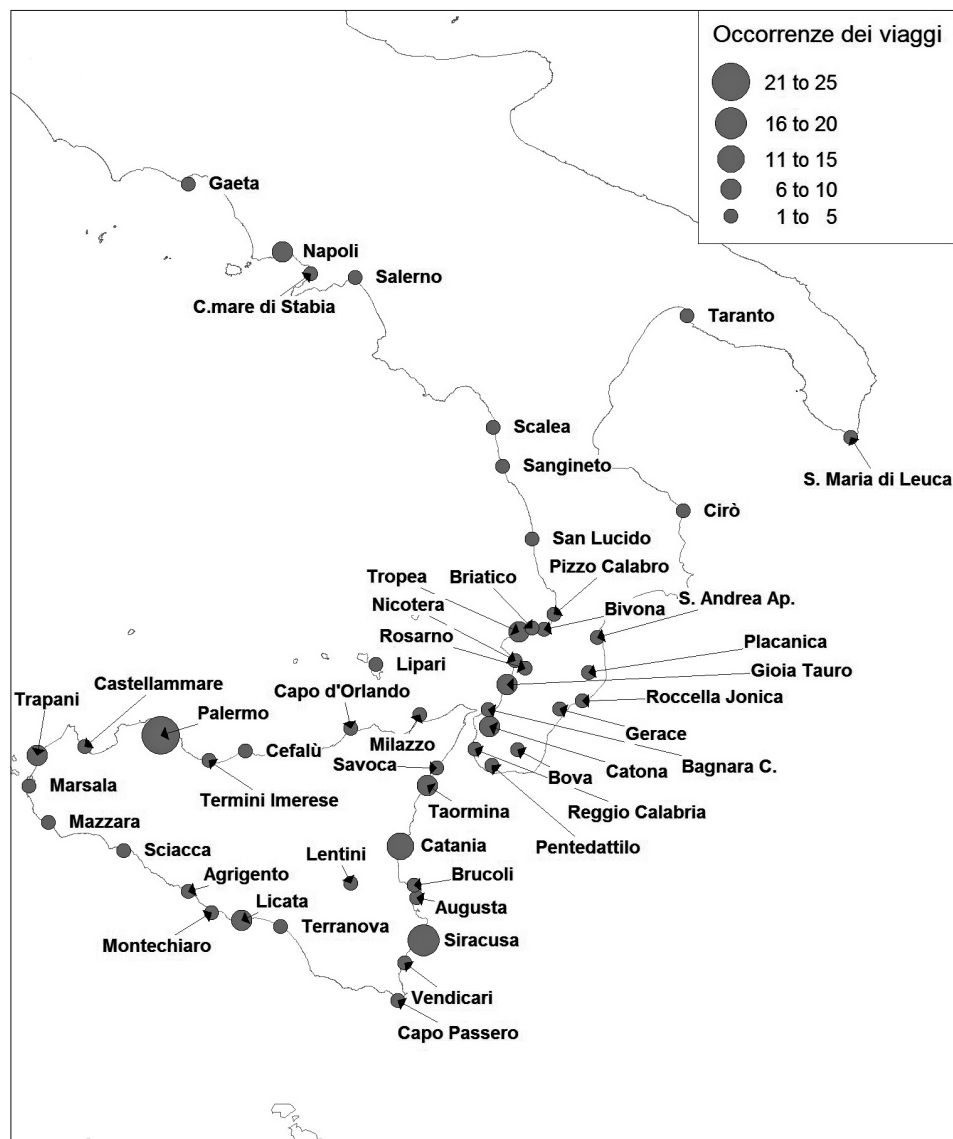 Occorrenze dei viaggi
21 to 25
16 to 20
11 to 15
6 to 10
1 to 5
Gaeta
Napoli
C.mare di Stabia
Salerno
Taranto
Scalea
Sangineto
S. Maria di Leuca
Cirò
San Lucido
Pizzo Calabro
Briatico
Tropea
S. Andrea Ap.
Nicotera
Bivona
Rosarno
Placanica
Lipari
Gioia Tauro
Castellammare
Capo d'Orlando
Roccella Jonica
Trapani
Palermo
Gerace
Cefalù
Milazzo
Bagnara C.
Savoca
Bova
Catona
Marsala
Termini Imerese
Taormina
Reggio Calabria
Mazzara
Pentedattilo
Catania
Sciacca
Lentini
Brucoli
Agrigento
Licata
Augusta
Terranova
Montechiaro
Siracusa
Vendicari
Capo Passero